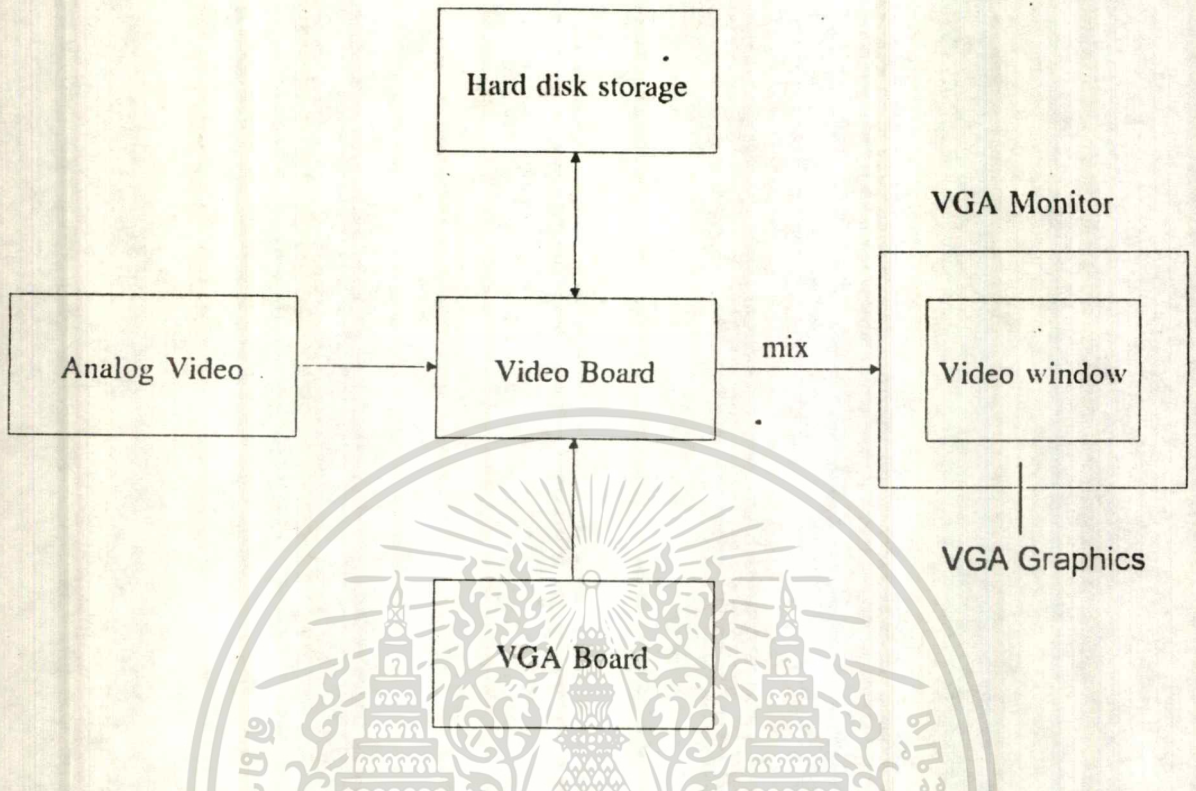 Hard disk storage
VGA Monitor
Analog Video
Video Board
mix
Video window
VGA Graphics
VGA Board